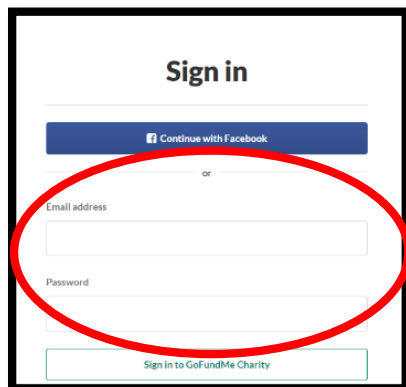 Sign in
Continue with Facebook
or
Email address
Password
Sign in to GoFundMe Charity